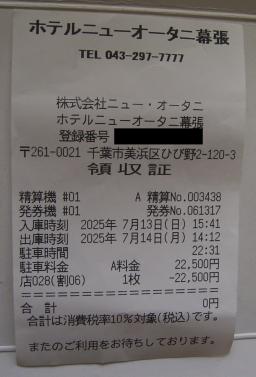 ホテルニューオータニ幕張
TEL 043-297-7777
株式会社ニュー・オータニ
ホテルニューオータニ幕張
登録番号
〒261-0021 千葉市美浜区ひび野2-120-3
領収証
精算機 #01 A 精算No.003438
発券機 #01 発券No.061317
入庫時刻 2025年 7月13日(日) 15:41
出庫時刻 2025年 7月14日(月) 14:12
駐車時間 22:31
駐車料金 A料金 22,500円
店028(割06) 1枚 -22,500円
==========================
合 計 0円
合計は消費税率10%対象(税込)です。
またのご利用をお待ちしております。